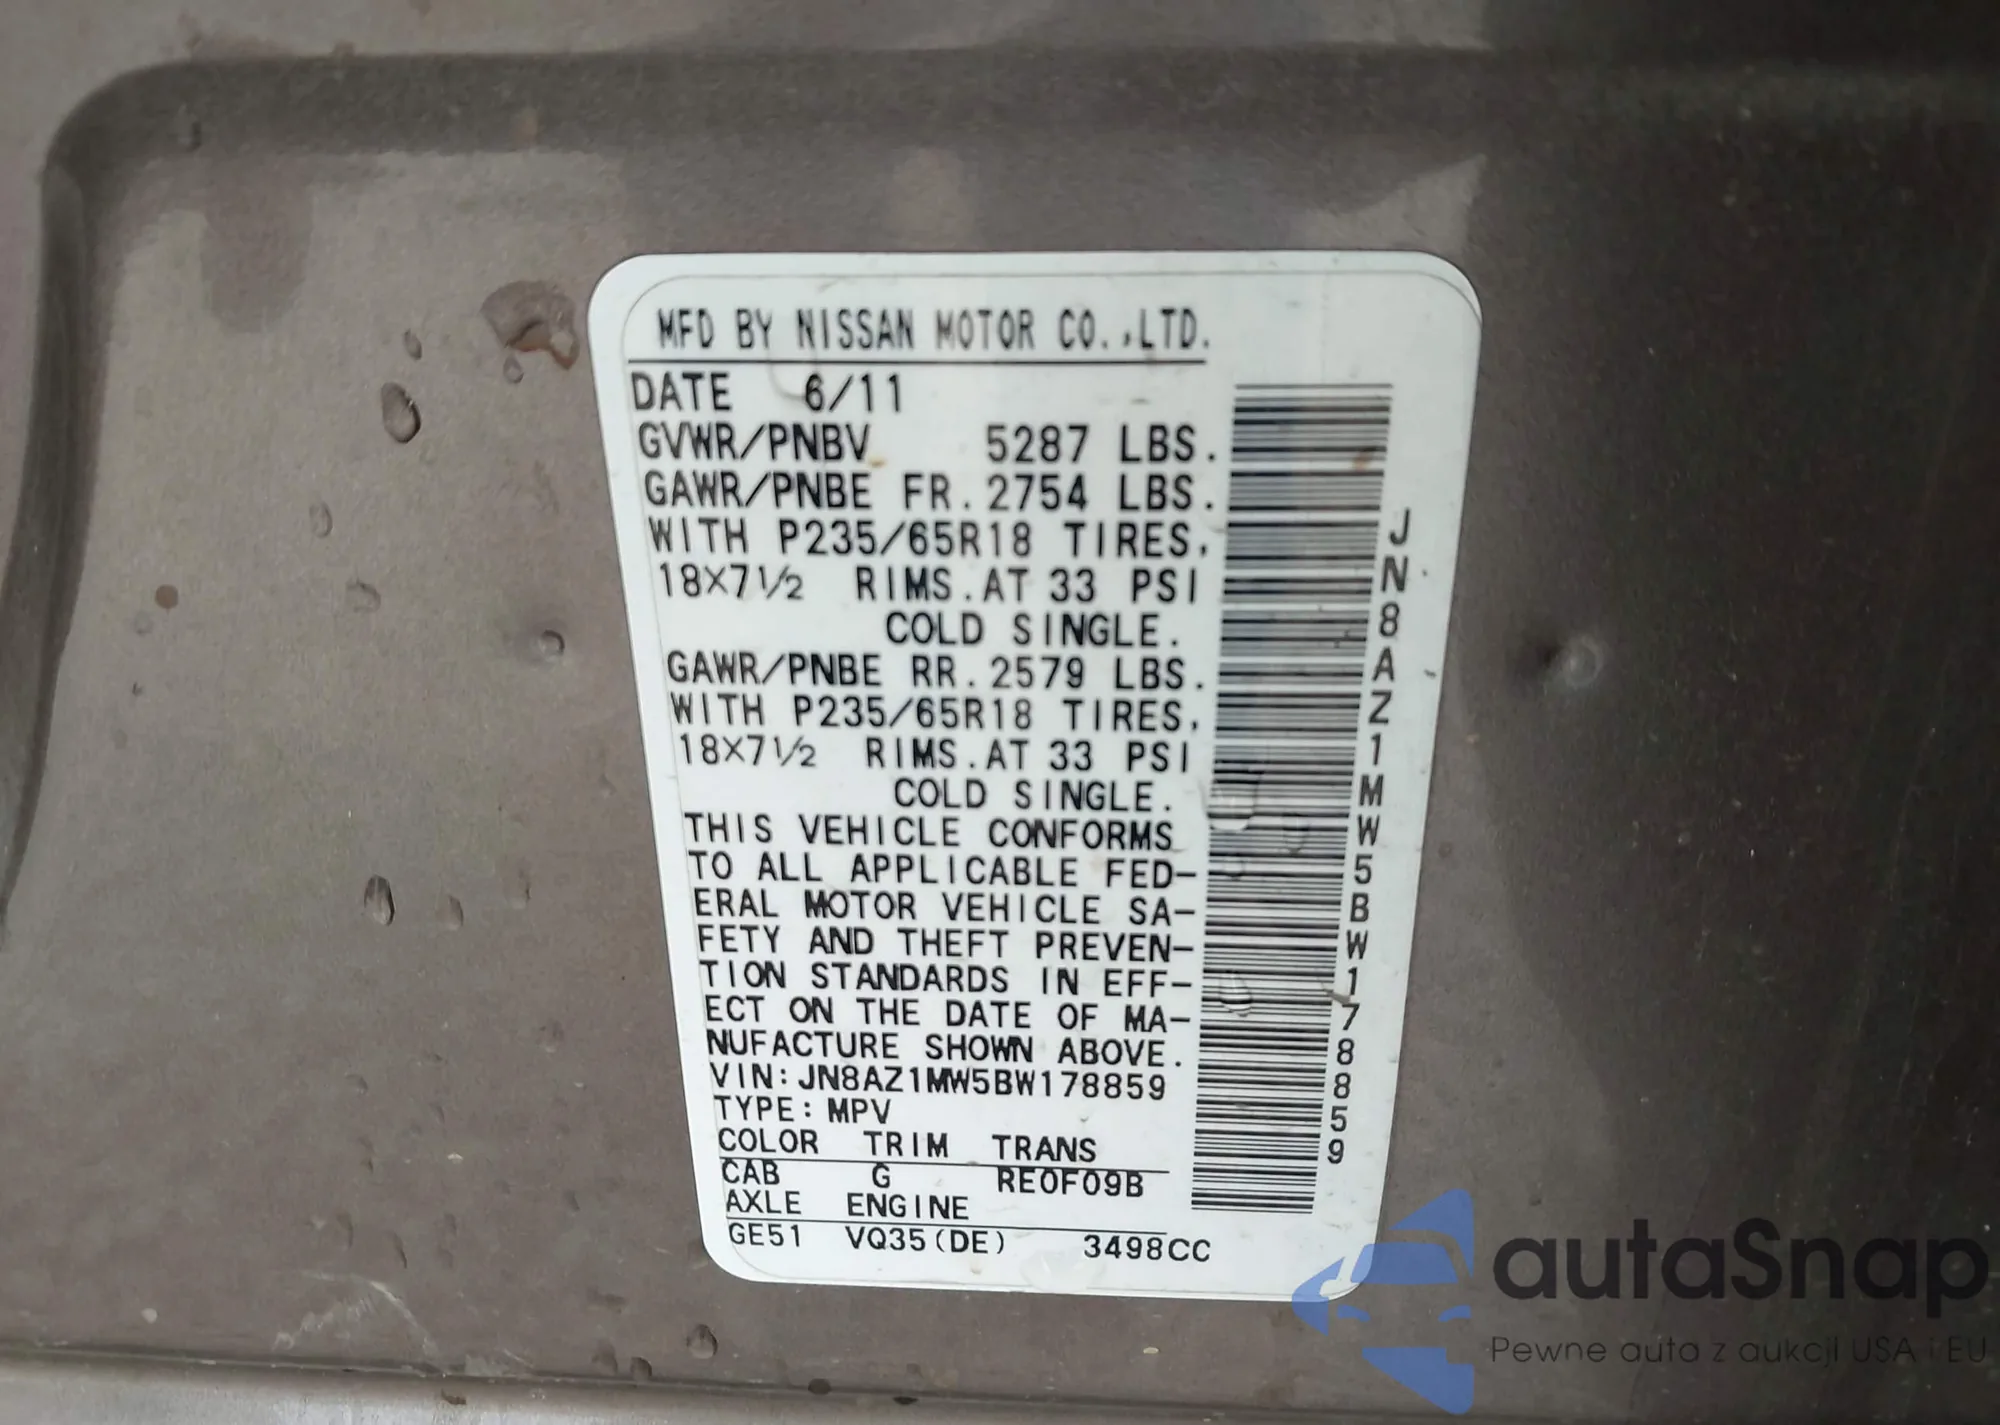 MFD BY NISSAN MOTOR CO.,LTD.
DATE 6/11
GVWR/PNBV 5287 LBS.
GAWR/PNBE FR.2754 LBS.
WITH P235/65R18 TIRES,
18×7½ RIMS.AT 33 PSI
COLD SINGLE.
GAWR/PNBE RR.2579 LBS.
WITH P235/65R18 TIRES,
18×7½ RIMS.AT 33 PSI
COLD SINGLE.
THIS VEHICLE CONFORMS
TO ALL APPLICABLE FED-
ERAL MOTOR VEHICLE SA-
FETY AND THEFT PREVEN-
TION STANDARDS IN EFF-
ECT ON THE DATE OF MA-
NUFACTURE SHOWN ABOVE.
VIN:JN8AZ1MW5BW178859
TYPE:MPV
COLOR TRIM TRANS
CAB G RE0F09B
AXLE ENGINE
GE51 VQ35(DE) 3498CC
JN8AZ1MW5BW178859
autaSnap
Pewne auta z aukcji USA i EU